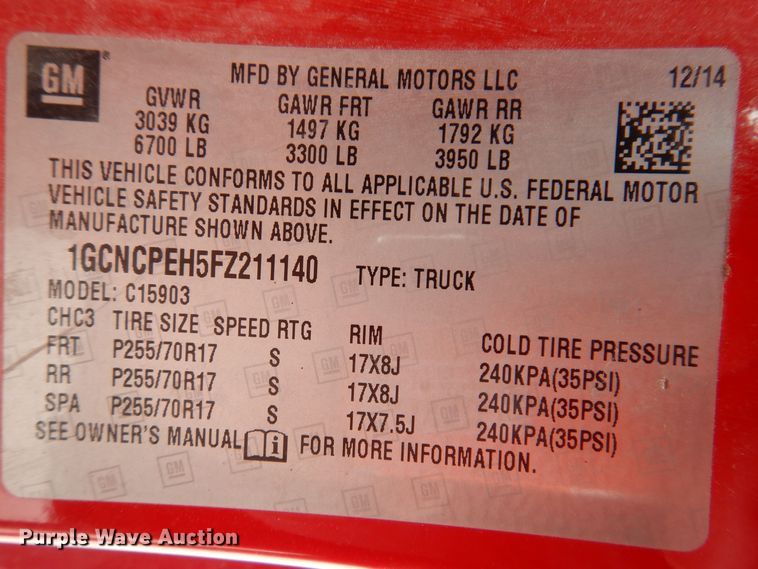 GM ®
MFD BY GENERAL MOTORS LLC 12/14
GVWR GAWR FRT GAWR RR
3039 KG 1497 KG 1792 KG
6700 LB 3300 LB 3950 LB
THIS VEHICLE CONFORMS TO ALL APPLICABLE U.S. FEDERAL MOTOR
VEHICLE SAFETY STANDARDS IN EFFECT ON THE DATE OF
MANUFACTURE SHOWN ABOVE.
1GCNCPEH5FZ211140 TYPE: TRUCK
MODEL: C15903
CHC3 TIRE SIZE SPEED RTG RIM COLD TIRE PRESSURE
FRT P255/70R17 S 17X8J 240KPA(35PSI)
RR P255/70R17 S 17X8J 240KPA(35PSI)
SPA P255/70R17 S 17X7.5J 240KPA(35PSI)
SEE OWNER'S MANUAL FOR MORE INFORMATION.
Purple Wave Auction